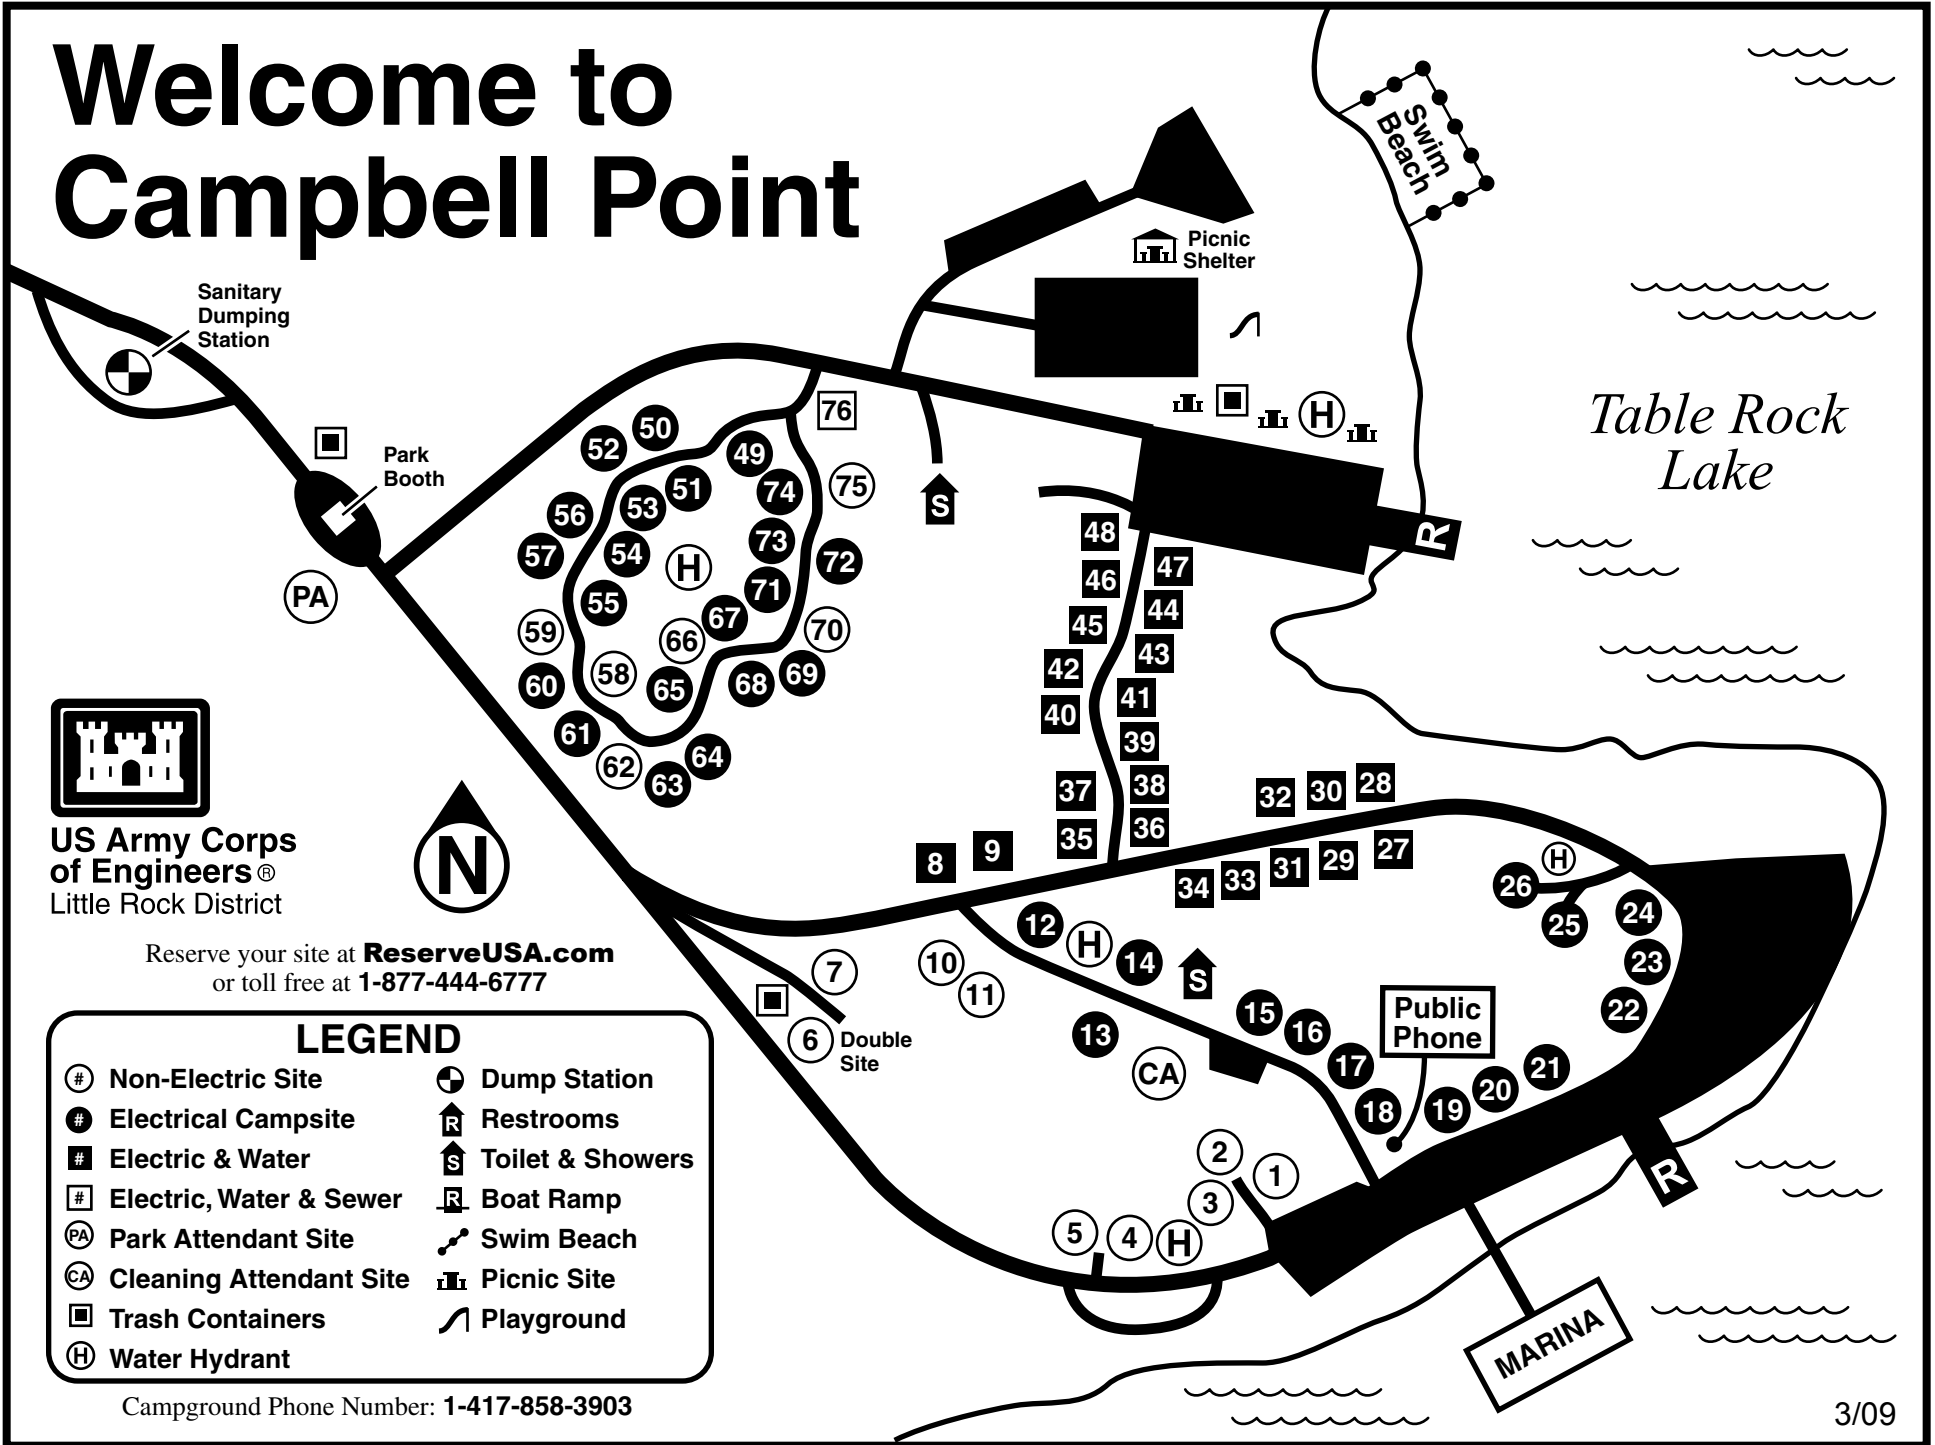 Welcome to
Campbell Point
Swim
Beach
Picnic
Shelter
Sanitary
Dumping
Station
Park
Booth
PA
Table Rock
Lake
H
S
R
76
50
52
49
51
75
74
53
56
48
73
54
57
H
72
47
46
71
55
44
67
45
70
59
66
43
42
58
69
68
65
60
41
40
61
39
64
62
63
38
37
32
30
28
36
35
9
8
27
29
31
33
34
H
26
25
24
23
22
12
H
14
S
10
11
7
6
Double
Site
13
CA
15
16
17
18
Public
Phone
19
20
21
2
1
3
5
4
H
R
MARINA
US Army Corps
of Engineers ®
Little Rock District
N
Reserve your site at ReserveUSA.com
or toll free at 1-877-444-6777
LEGEND
# Non-Electric Site
# Electrical Campsite
# Electric & Water
# Electric, Water & Sewer
PA Park Attendant Site
CA Cleaning Attendant Site
Trash Containers
H Water Hydrant
Dump Station
R Restrooms
S Toilet & Showers
R Boat Ramp
Swim Beach
Picnic Site
Playground
Campground Phone Number: 1-417-858-3903
3/09